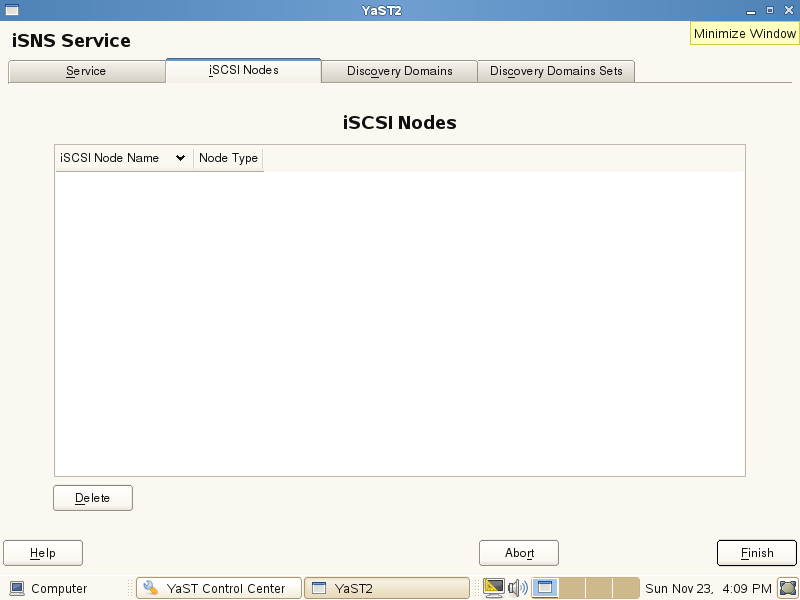 YaST2
Minimize Window
iSNS Service
Service
iSCSI Nodes
Discovery Domains
Discovery Domains Sets
iSCSI Nodes
iSCSI Node Name
Node Type
Delete
Help
Abort
Finish
Computer
YaST Control Center
YaST2
Sun Nov 23, 4:09 PM